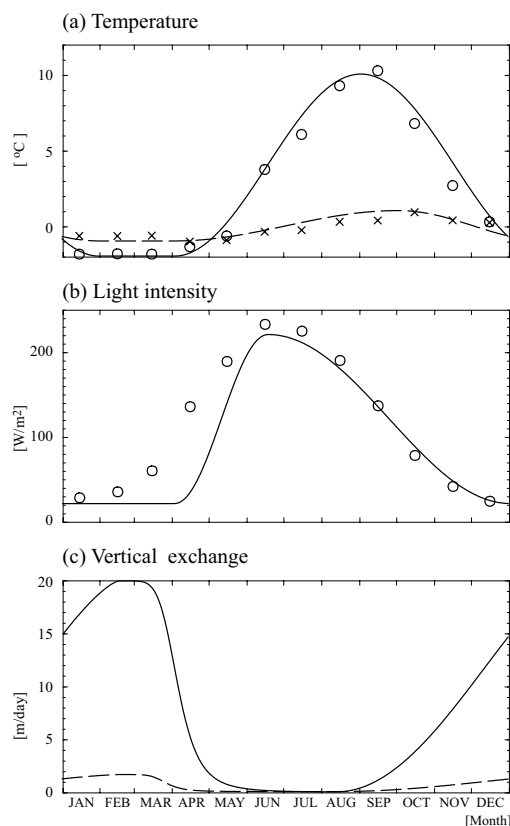 (a) Temperature
10
5
0
[ °C ]
(b) Light intensity
200
100
0
[W/m²]
(c) Vertical exchange
20
15
10
5
0
[m/day]
JAN FEB MAR APR MAY JUN JUL AUG SEP OCT NOV DEC
[Month]